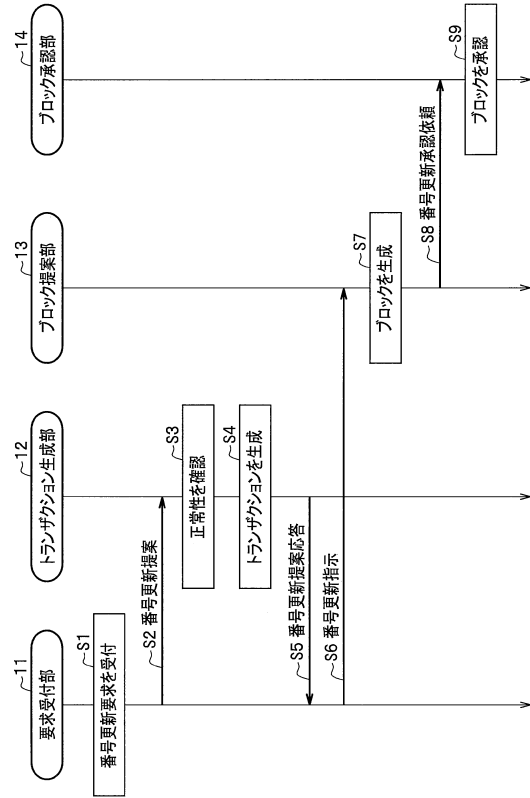 11
要求受付部
12
トランザクション生成部
13
ブロック提案部
14
ブロック承認部
S1
番号更新要求を受付
S2 番号更新提案
S3
正常性を確認
S4
トランザクションを生成
S5 番号更新提案応答
S6 番号更新指示
S7
ブロックを生成
S8 番号更新承認依頼
S9
ブロックを承認